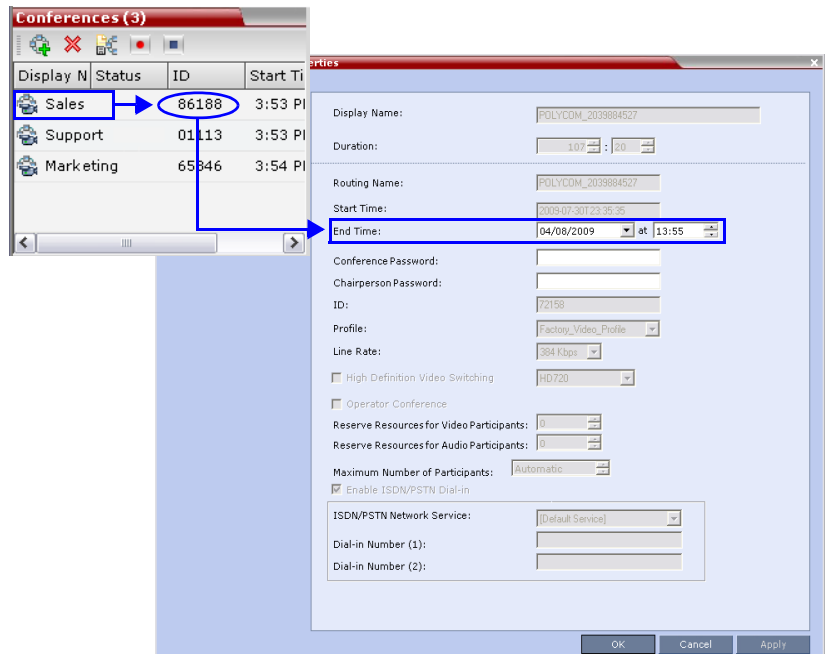 Conferences (3)
Display N Status ID Start Ti
Sales 86188 3:53 P
Support 01113 3:53 P
Marketing 65846 3:54 P
erties
Display Name: POLYCOM_2039884527
Duration: 107 : 20
Routing Name: POLYCOM_2039884527
Start Time: 2009-07-30T23:35:35
End Time: 04/08/2009 at 13:55
Conference Password:
Chairperson Password:
ID: 72158
Profile: Factory_Video_Profile
Line Rate: 384 Kbps
High Definition Video Switching HD720
Operator Conference
Reserve Resources for Video Participants: 0
Reserve Resources for Audio Participants: 0
Maximum Number of Participants: Automatic
Enable ISDN/PSTN Dial-in
ISDN/PSTN Network Service: [Default Service]
Dial-in Number (1):
Dial-in Number (2):
OK Cancel Apply